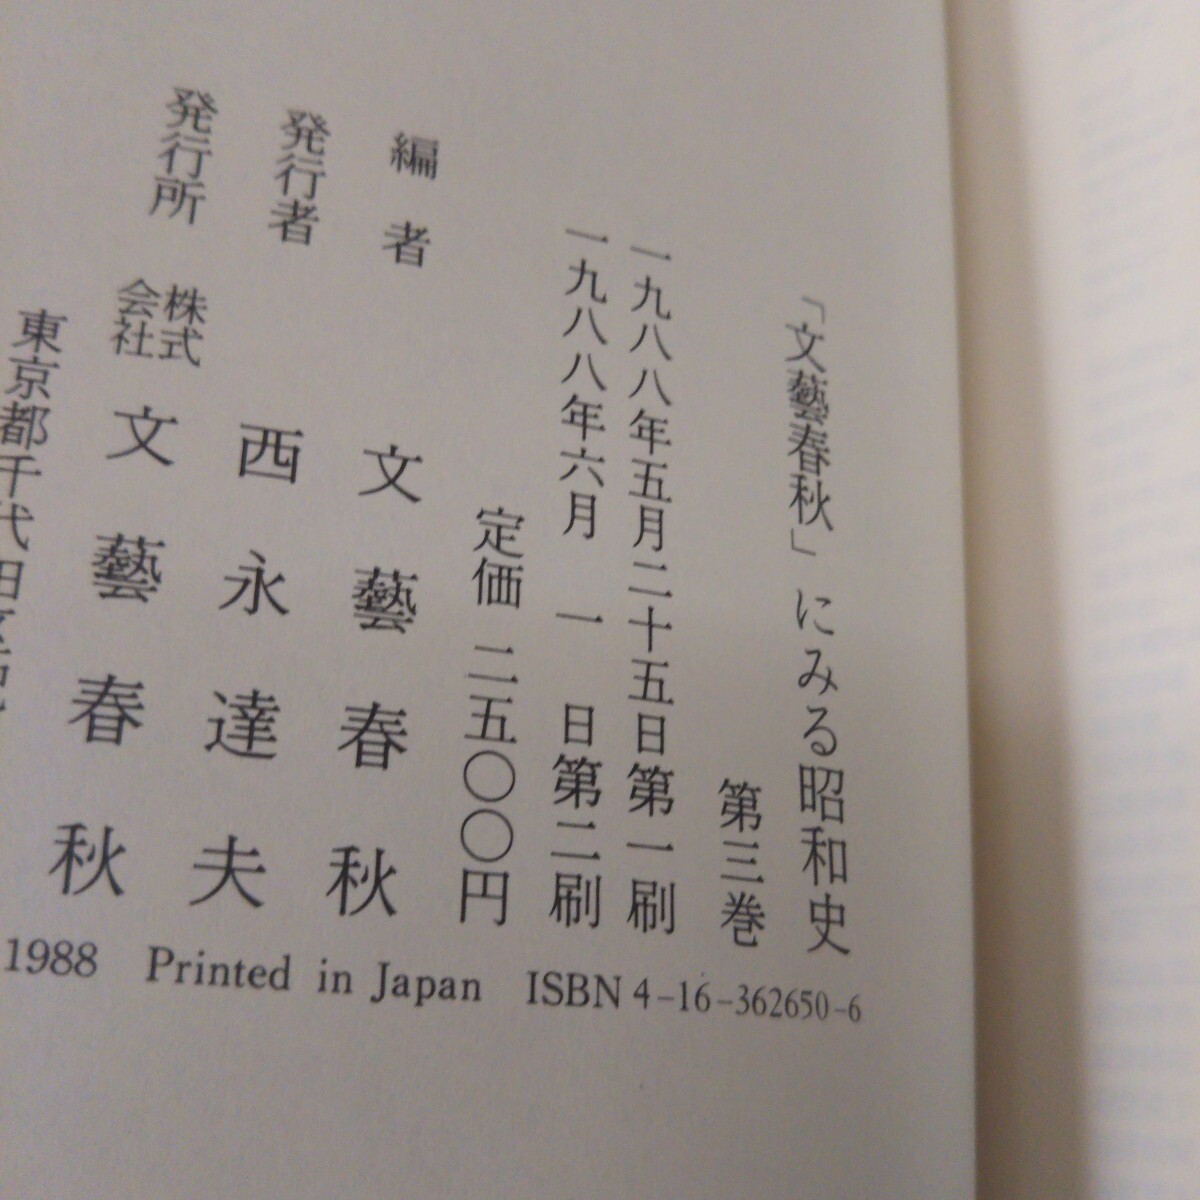 「文藝春秋」にみる昭和史
第三巻
一九八八年五月二十五日第一刷
一九八八年六月 一 日第二刷
定価 二五〇〇円
編 者 文藝春秋
発行者 西永達夫
発行所 株式会社 文藝春秋
東京都千代田区
1988 Printed in Japan ISBN 4-16-362650-6